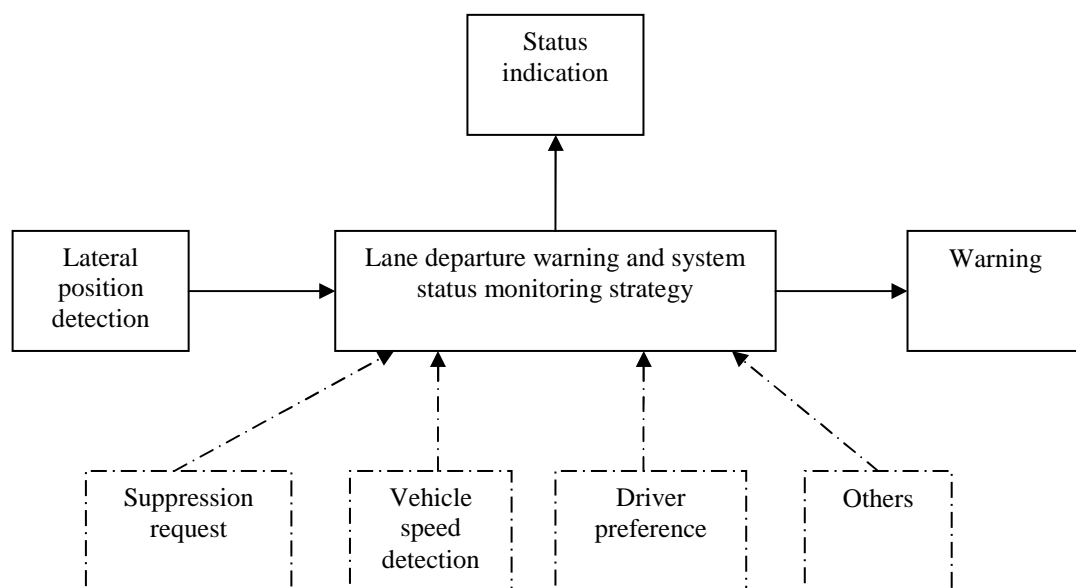 Status
indication
Lateral
position
detection
Lane departure warning and system
status monitoring strategy
Warning
Suppression
request
Vehicle
speed
detection
Driver
preference
Others